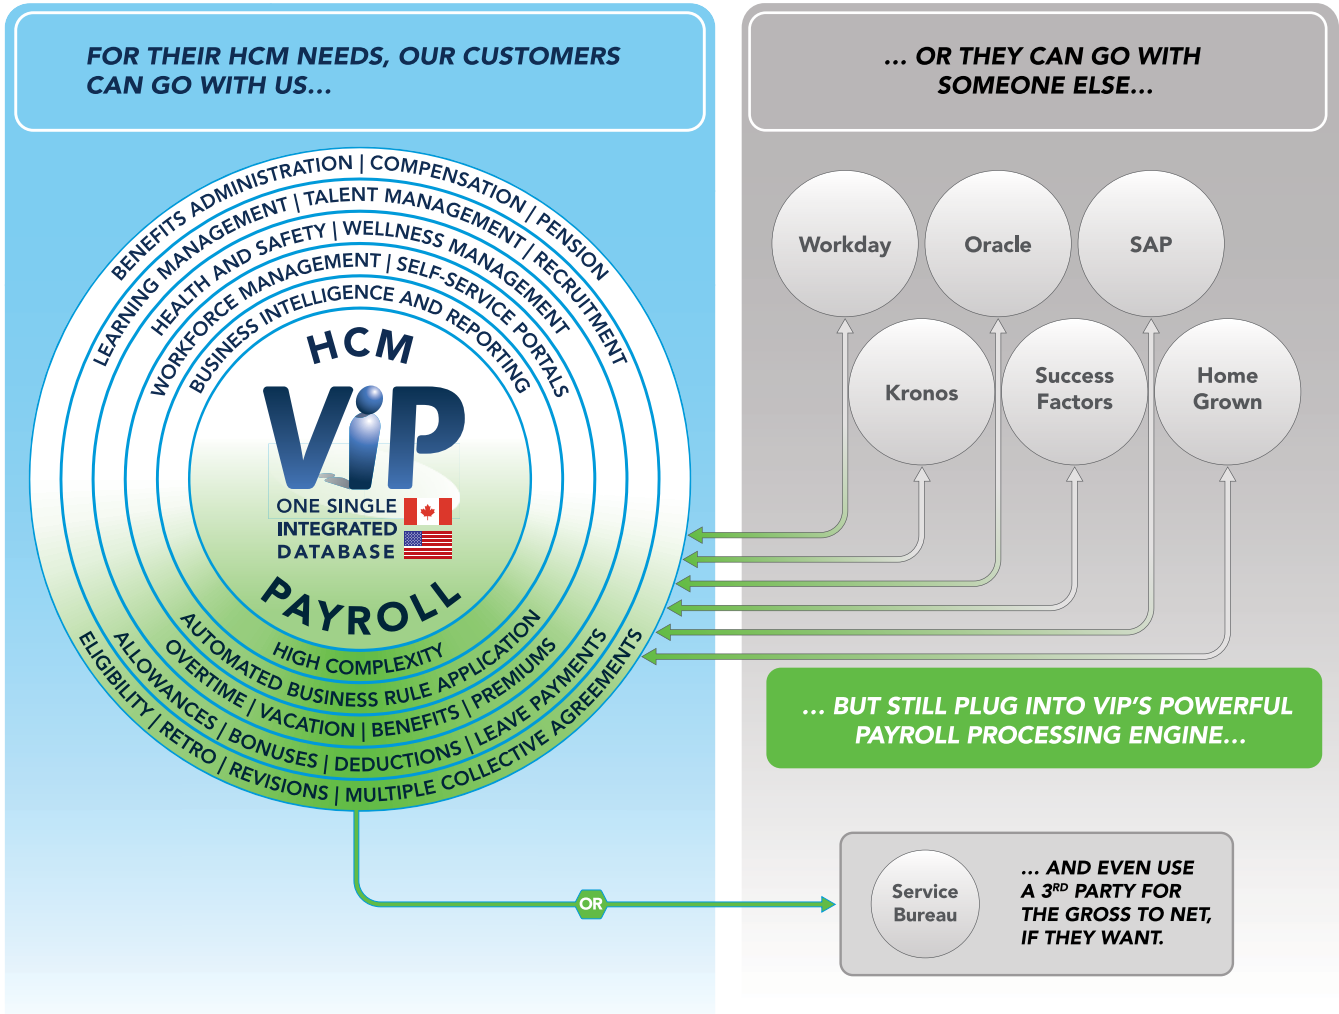 FOR THEIR HCM NEEDS, OUR CUSTOMERS
CAN GO WITH US...
BENEFITS ADMINISTRATION | COMPENSATION | PENSION
LEARNING MANAGEMENT | TALENT MANAGEMENT | RECRUITMENT
HEALTH AND SAFETY | WELLNESS MANAGEMENT
WORKFORCE MANAGEMENT | SELF-SERVICE PORTALS
BUSINESS INTELLIGENCE AND REPORTING
HCM
ViP
ONE SINGLE
INTEGRATED
DATABASE
PAYROLL
HIGH COMPLEXITY
AUTOMATED BUSINESS RULE APPLICATION
OVERTIME | VACATION | BENEFITS | PREMIUMS
ALLOWANCES | BONUSES | DEDUCTIONS | LEAVE PAYMENTS
ELIGIBILITY | RETRO | REVISIONS | MULTIPLE COLLECTIVE AGREEMENTS
OR
... OR THEY CAN GO WITH
SOMEONE ELSE...
Workday
Oracle
SAP
Kronos
Success
Factors
Home
Grown
... BUT STILL PLUG INTO VIP'S POWERFUL
PAYROLL PROCESSING ENGINE...
Service
Bureau
... AND EVEN USE
A 3RD PARTY FOR
THE GROSS TO NET,
IF THEY WANT.